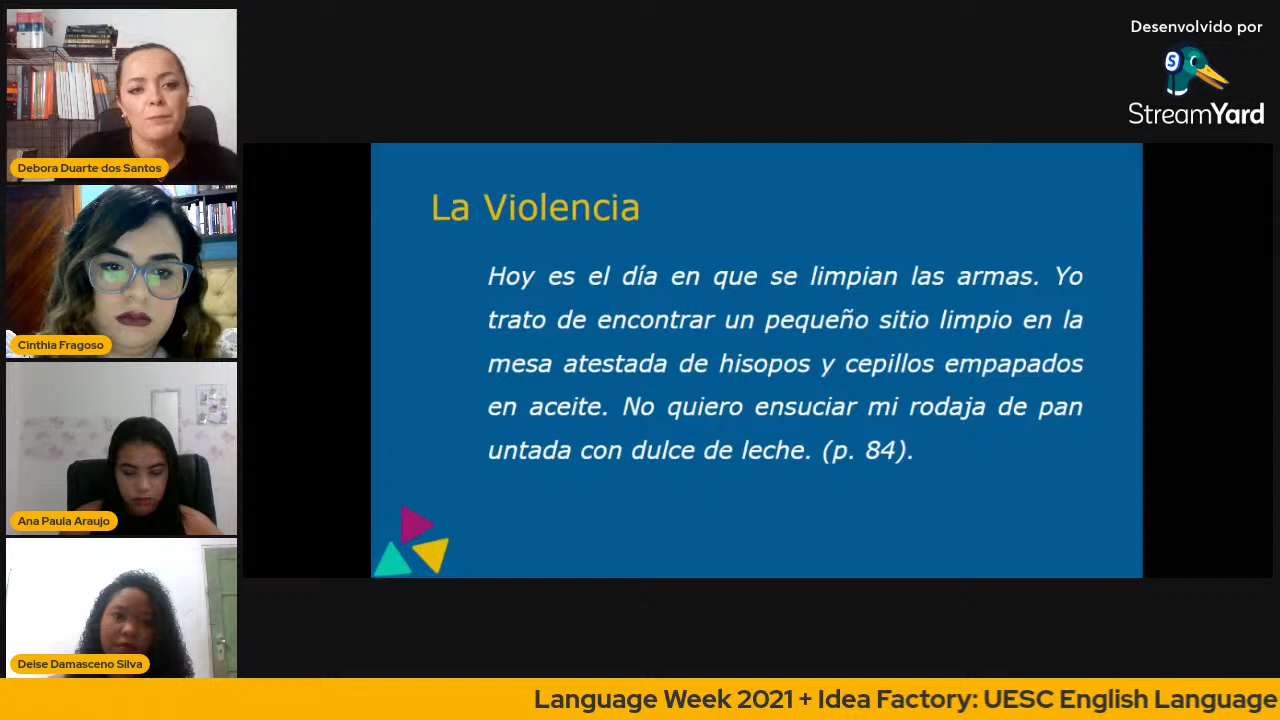 Debora Duarte dos Santos
Cinthia Fragoso
Ana Paula Araujo
Deise Damasceno Silva
Desenvolvido por
S
StreamYard
La Violencia
Hoy es el día en que se limpian las armas. Yo
trato de encontrar un pequeño sitio limpio en la
mesa atestada de hisopos y cepillos empapados
en aceite. No quiero ensuciar mi rodaja de pan
untada con dulce de leche. (p. 84).
Language Week 2021 + Idea Factory: UESC English Language